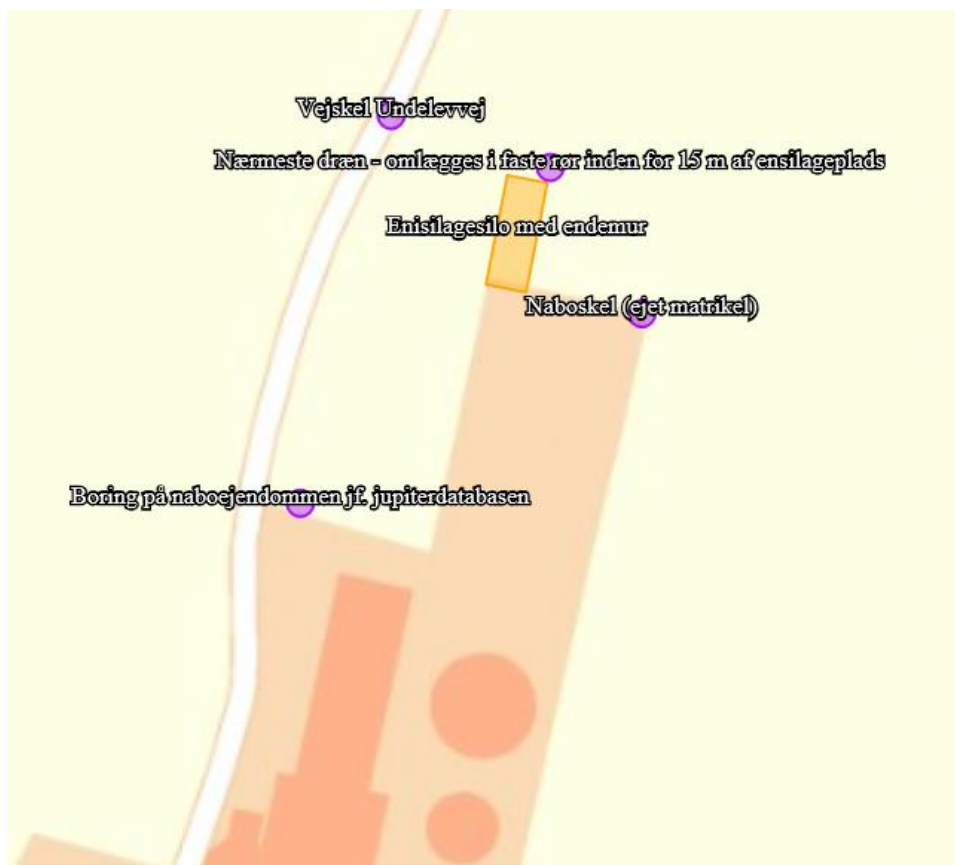 Vejskel Undelevvej
Nærmeste dræn - omlægges i faste rør inden for 15 m af ensilageplads
Enisilagesilo med endemur
Naboskel (ejet matrikel)
Boring på naboejendommen jf. jupiterdatabasen